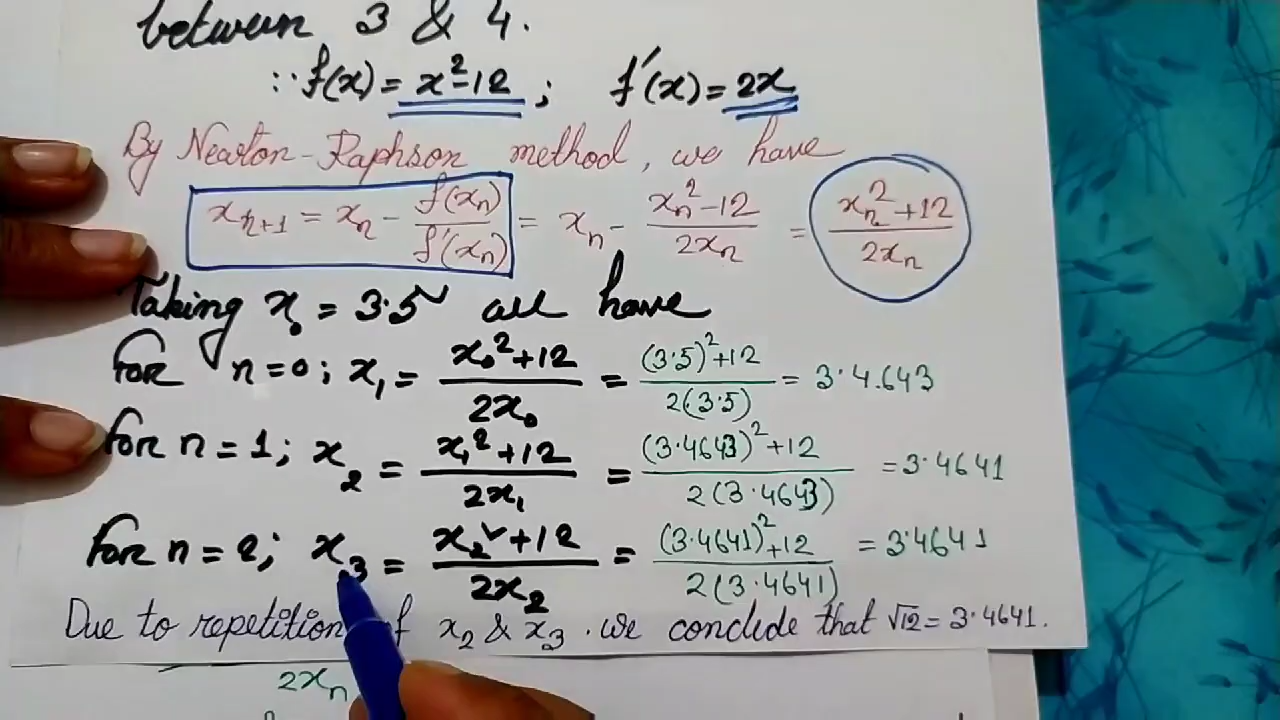 between 3 & 4.
∵ f(x) = x²-12 ; f'(x) = 2x
By Newton-Raphson method, we have
xₙ₊₁ = xₙ - f(xₙ)/f'(xₙ) = xₙ - (xₙ²-12)/(2xₙ) = (xₙ²+12)/(2xₙ)
Taking x₀ = 3.5 we have
for n=0; x₁ = (x₀²+12)/(2x₀) = ((3.5)²+12)/(2(3.5)) = 3.4.643
for n=1; x₂ = (x₁²+12)/(2x₁) = ((3.4643)²+12)/(2(3.4643)) = 3.4641
for n=2; x₃ = (x₂²+12)/(2x₂) = ((3.4641)²+12)/(2(3.4641)) = 3.4641
Due to repetition of x₂ & x₃. we conclude that √12 = 3.4641.
2xₙ